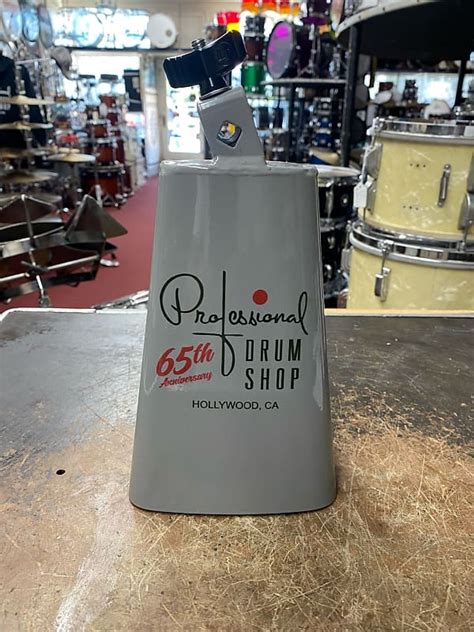 Professional
65th DRUM
Anniversary SHOP
HOLLYWOOD, CA